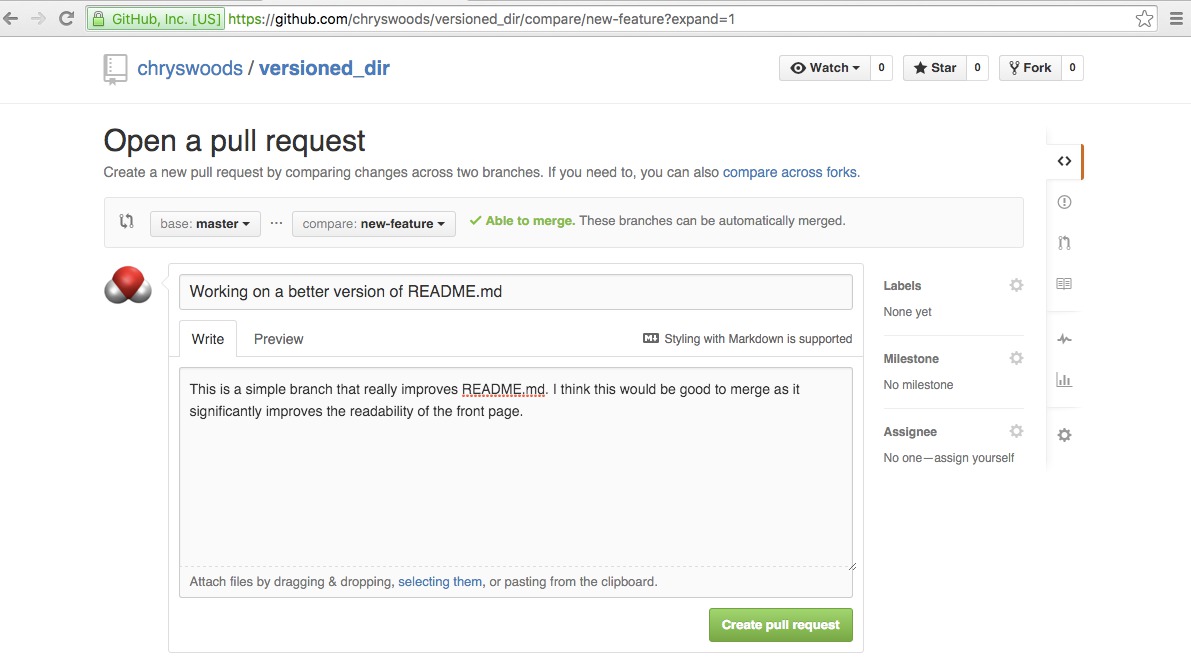 GitHub, Inc. [US] https://github.com/chryswoods/versioned_dir/compare/new-feature?expand=1
chryswoods / versioned_dir
Watch 0 Star 0 Fork 0
Open a pull request
Create a new pull request by comparing changes across two branches. If you need to, you can also compare across forks.
base: master ... compare: new-feature Able to merge. These branches can be automatically merged.
Working on a better version of README.md
Write Preview Styling with Markdown is supported
This is a simple branch that really improves README.md. I think this would be good to merge as it
significantly improves the readability of the front page.
Attach files by dragging & dropping, selecting them, or pasting from the clipboard.
Create pull request
Labels
None yet
Milestone
No milestone
Assignee
No one—assign yourself